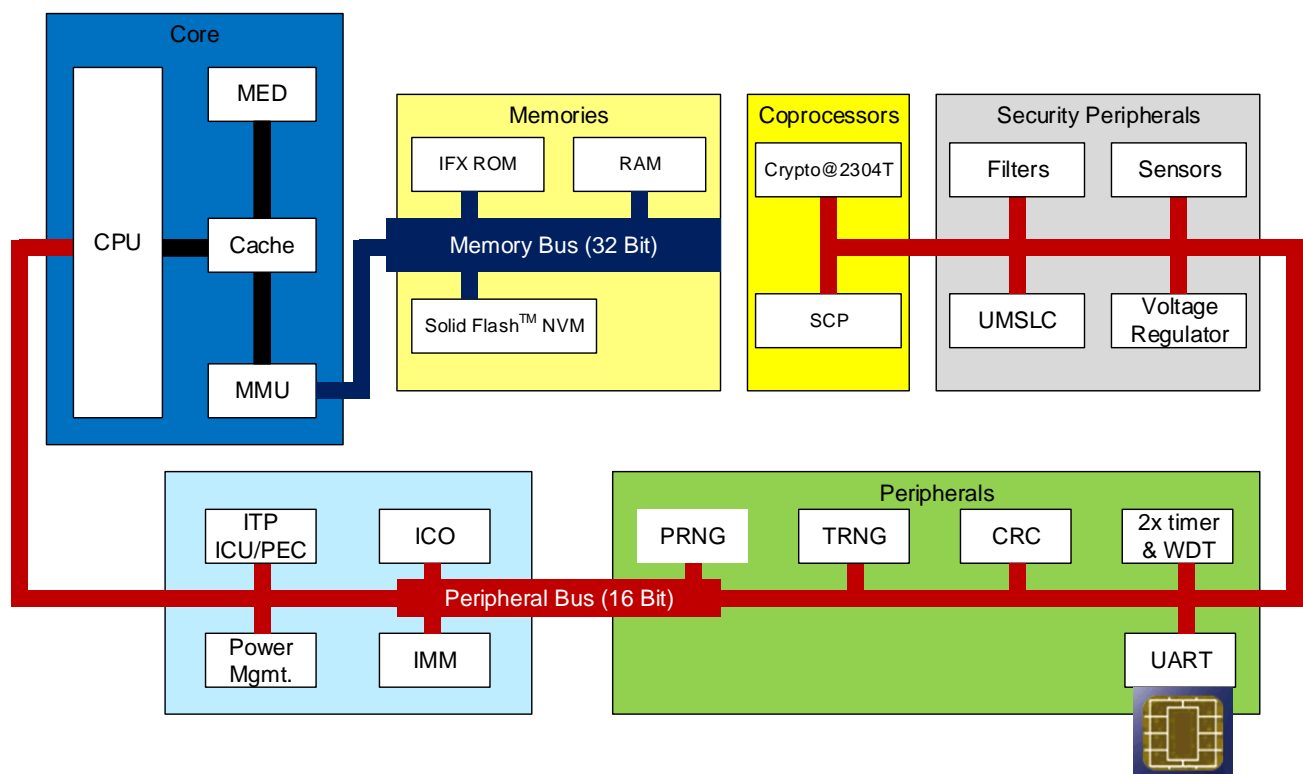 Core
MED
CPU
Cache
MMU
Memories
IFX ROM
RAM
Memory Bus (32 Bit)
Solid Flash™ NVM
Coprocessors
Crypto@2304T
SCP
Security Peripherals
Filters
Sensors
UMSLC
Voltage
Regulator
ITP
ICU/PEC
ICO
Peripheral Bus (16 Bit)
Power
Mgmt.
IMM
Peripherals
PRNG
TRNG
CRC
2x timer
& WDT
UART